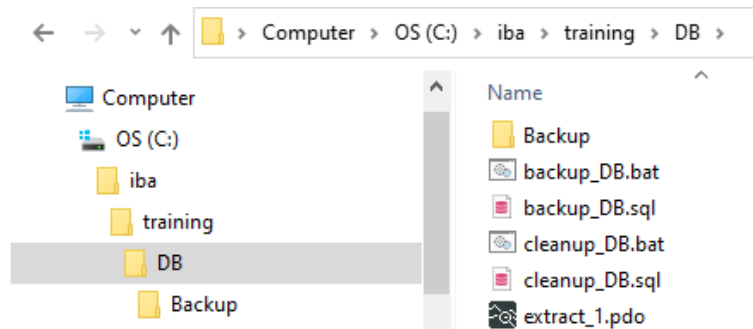 Computer > OS (C:) > iba > training > DB >
Computer
OS (C:)
iba
training
DB
Backup
Name
Backup
backup_DB.bat
backup_DB.sql
cleanup_DB.bat
cleanup_DB.sql
extract_1.pdo